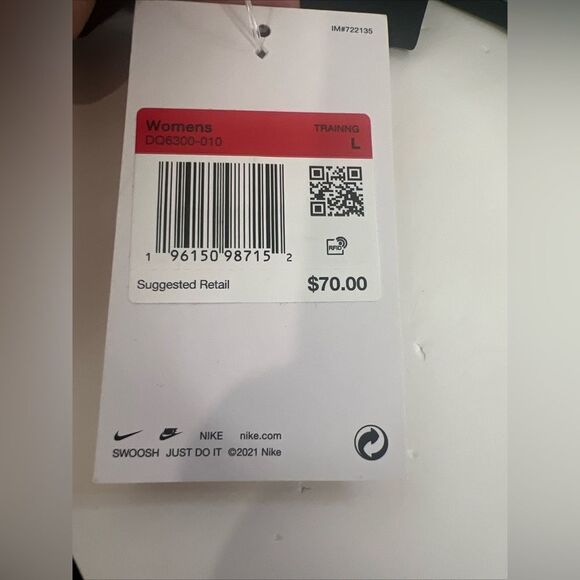 IM#722135
Womens TRAINNG
DQ6300-010 L
1 96150 98715 2
RFID
Suggested Retail $70.00
NIKE nike.com
SWOOSH JUST DO IT ©2021 Nike